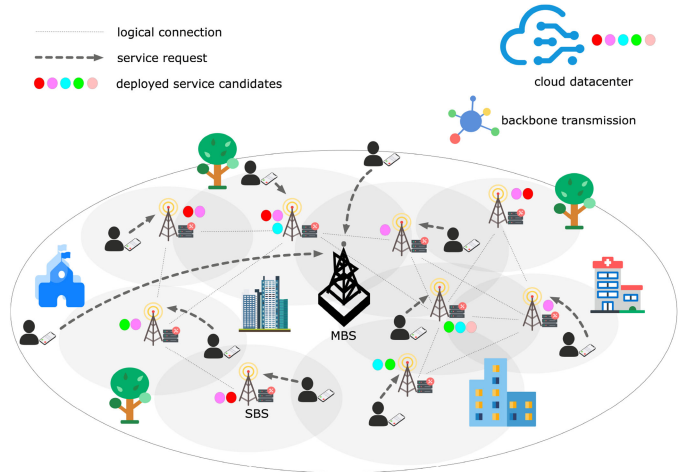 logical connection
service request
deployed service candidates
cloud datacenter
backbone transmission
MBS
SBS